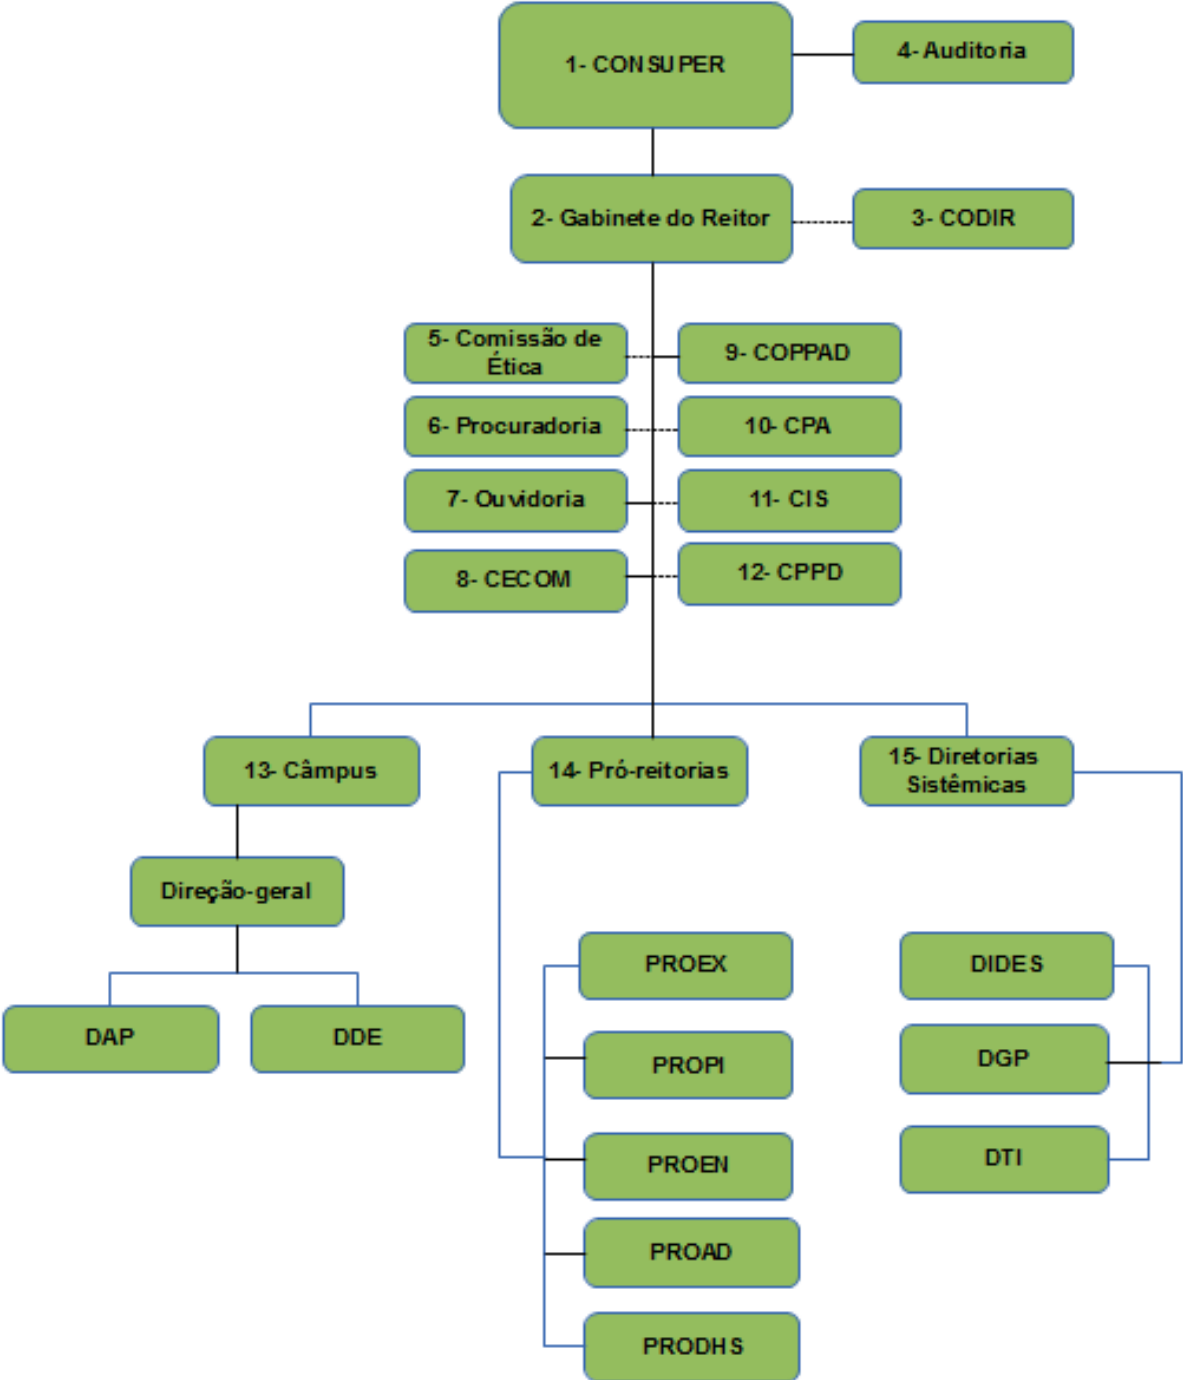 1- CONSUPER
4- Auditoria
2- Gabinete do Reitor
3- CODIR
5- Comissão de
Ética
9- COPPAD
6- Procuradoria
10- CPA
7- Ouvidoria
11- CIS
8- CECOM
12- CPPD
13- Câmpus
14- Pró-reitorias
15- Diretorias
Sistêmicas
Direção-geral
DAP
DDE
PROEX
DIDES
PROPI
DGP
PROEN
DTI
PROAD
PRODHS